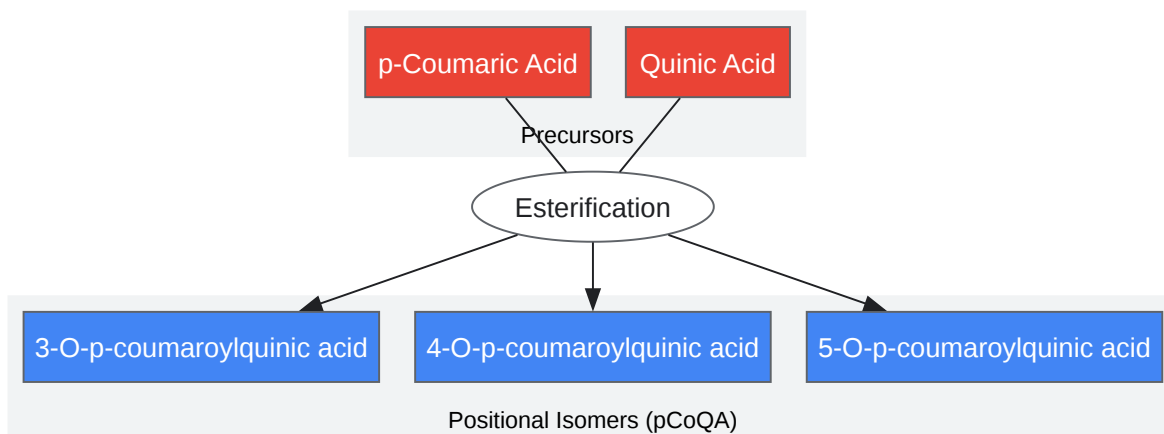 p-Coumaric Acid
Quinic Acid
Precursors
Esterification
3-O-p-coumaroylquinic acid
4-O-p-coumaroylquinic acid
5-O-p-coumaroylquinic acid
Positional Isomers (pCoQA)